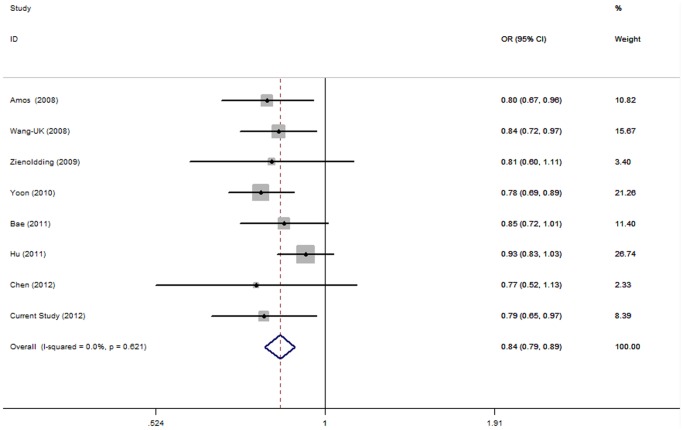 Study %
ID OR (95% CI) Weight
Amos (2008) 0.80 (0.67, 0.96) 10.82
Wang-UK (2008) 0.84 (0.72, 0.97) 15.67
Zienoldding (2009) 0.81 (0.60, 1.11) 3.40
Yoon (2010) 0.78 (0.69, 0.89) 21.26
Bae (2011) 0.85 (0.72, 1.01) 11.40
Hu (2011) 0.93 (0.83, 1.03) 26.74
Chen (2012) 0.77 (0.52, 1.13) 2.33
Current Study (2012) 0.79 (0.65, 0.97) 8.39
Overall (I-squared = 0.0%, p = 0.621) 0.84 (0.79, 0.89) 100.00
.524 1 1.91